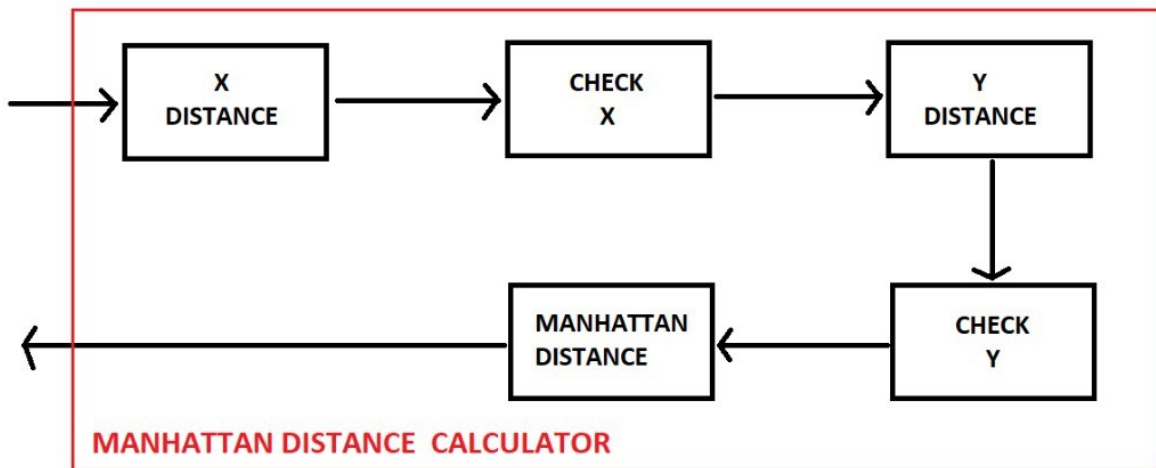 X
DISTANCE
CHECK
X
Y
DISTANCE
MANHATTAN
DISTANCE
CHECK
Y
MANHATTAN DISTANCE CALCULATOR